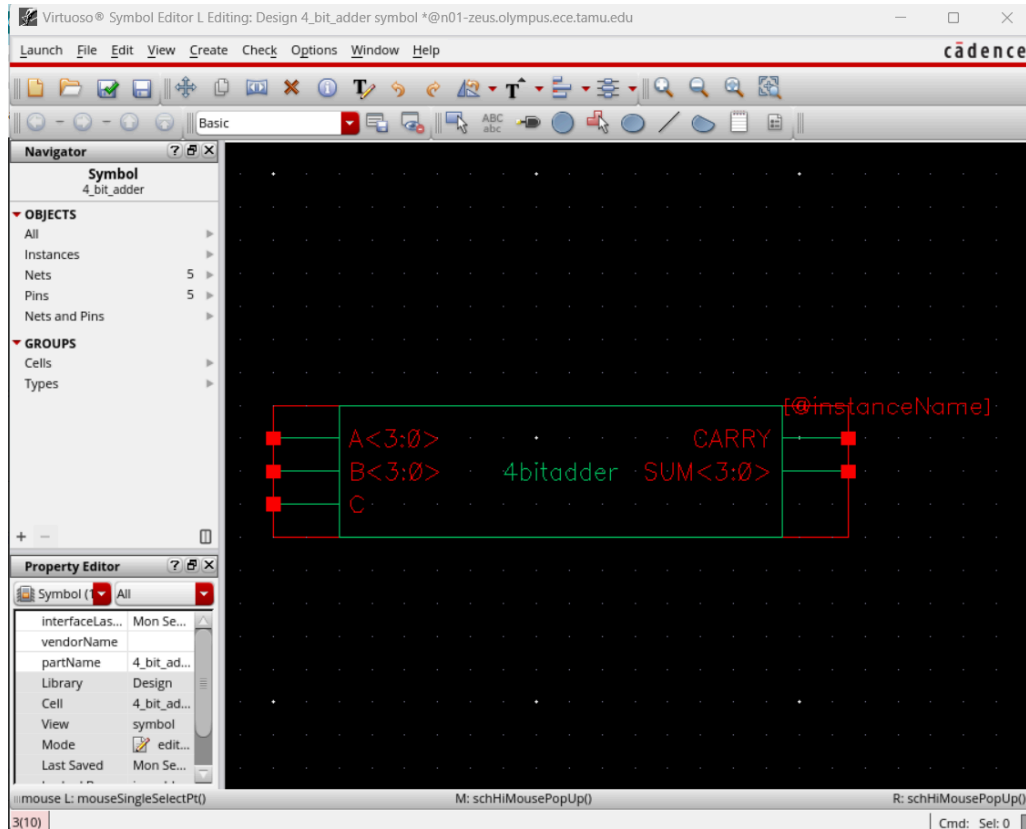 Virtuoso® Symbol Editor L Editing: Design 4_bit_adder symbol *@n01-zeus.olympus.ece.tamu.edu
Launch File Edit View Create Check Options Window Help cādence
Basic
ABC
abc
Navigator
Symbol
4_bit_adder
OBJECTS
All
Instances
Nets 5
Pins 5
Nets and Pins
GROUPS
Cells
Types
[@instanceName]
A<3:0> CARRY
B<3:0> 4bitadder SUM<3:0>
C
Property Editor
Symbol (1 All
interfaceLas... Mon Se...
vendorName
partName 4_bit_ad...
Library Design
Cell 4_bit_ad...
View symbol
Mode edit...
Last Saved Mon Se...
mouse L: mouseSingleSelectPt() M: schHiMousePopUp() R: schHiMousePopUp()
3(10) Cmd: Sel: 0